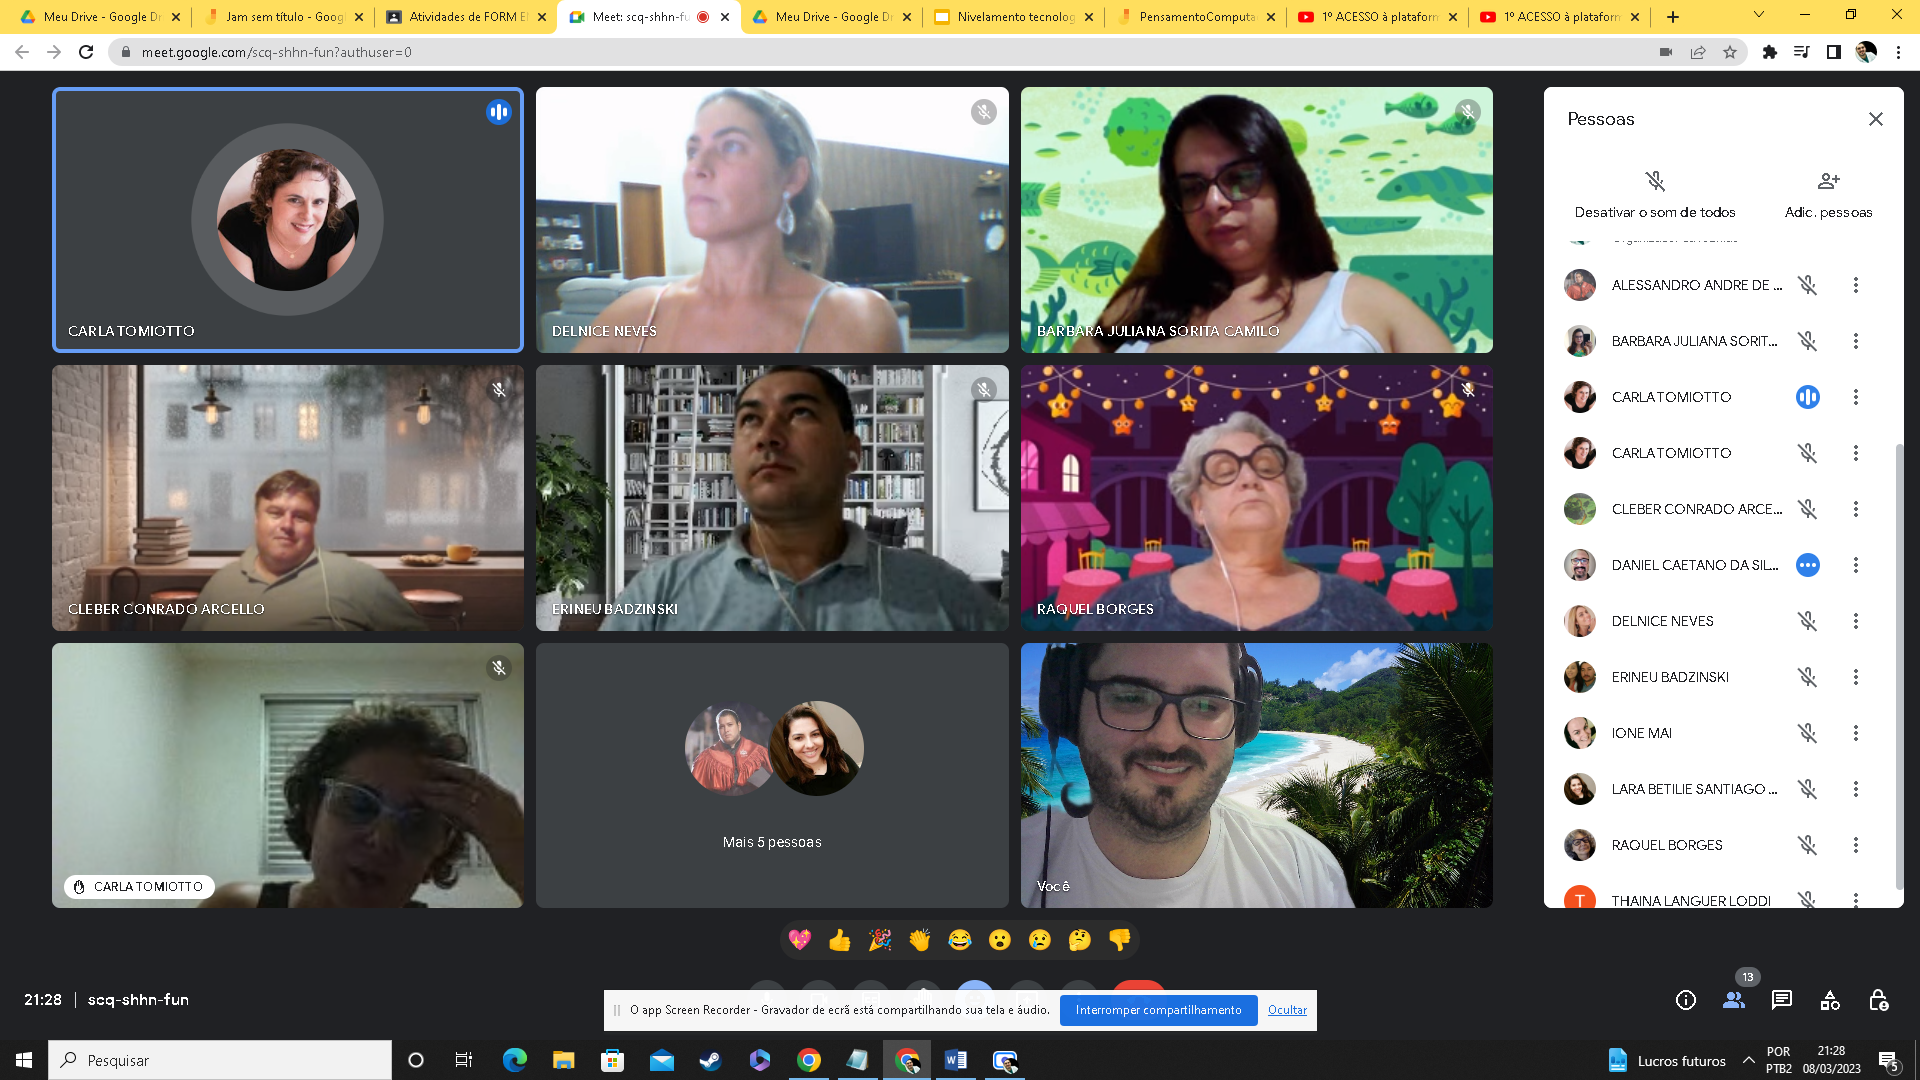 Meu Drive - Google Dr
Jam sem título - Googl
Atividades de FORM EM
Meet: scq-shhn-fu
Meu Drive - Google Dr
Nivelamento tecnolog
PensamentoComputa
1º ACESSO à plataform
1º ACESSO à plataform
meet.google.com/scq-shhn-fun?authuser=0
CARLA TOMIOTTO
DELNICE NEVES
BARBARA JULIANA SORITA CAMILO
CLEBER CONRADO ARCELLO
ERINEU BADZINSKI
RAQUEL BORGES
CARLA TOMIOTTO
Mais 5 pessoas
Você
Pessoas
Desativar o som de todos
Adic. pessoas
ALESSANDRO ANDRE DE ...
BARBARA JULIANA SORIT...
CARLA TOMIOTTO
CARLA TOMIOTTO
CLEBER CONRADO ARCE...
DANIEL CAETANO DA SIL...
DELNICE NEVES
ERINEU BADZINSKI
IONE MAI
LARA BETILIE SANTIAGO ...
RAQUEL BORGES
T
THAINA LANGUER LODDI
21:28 | scq-shhn-fun
O app Screen Recorder - Gravador de ecrã está compartilhando sua tela e áudio.
Interromper compartilhamento
Ocultar
13
Pesquisar
Lucros futuros
POR
PTB2
21:28
08/03/2023
5